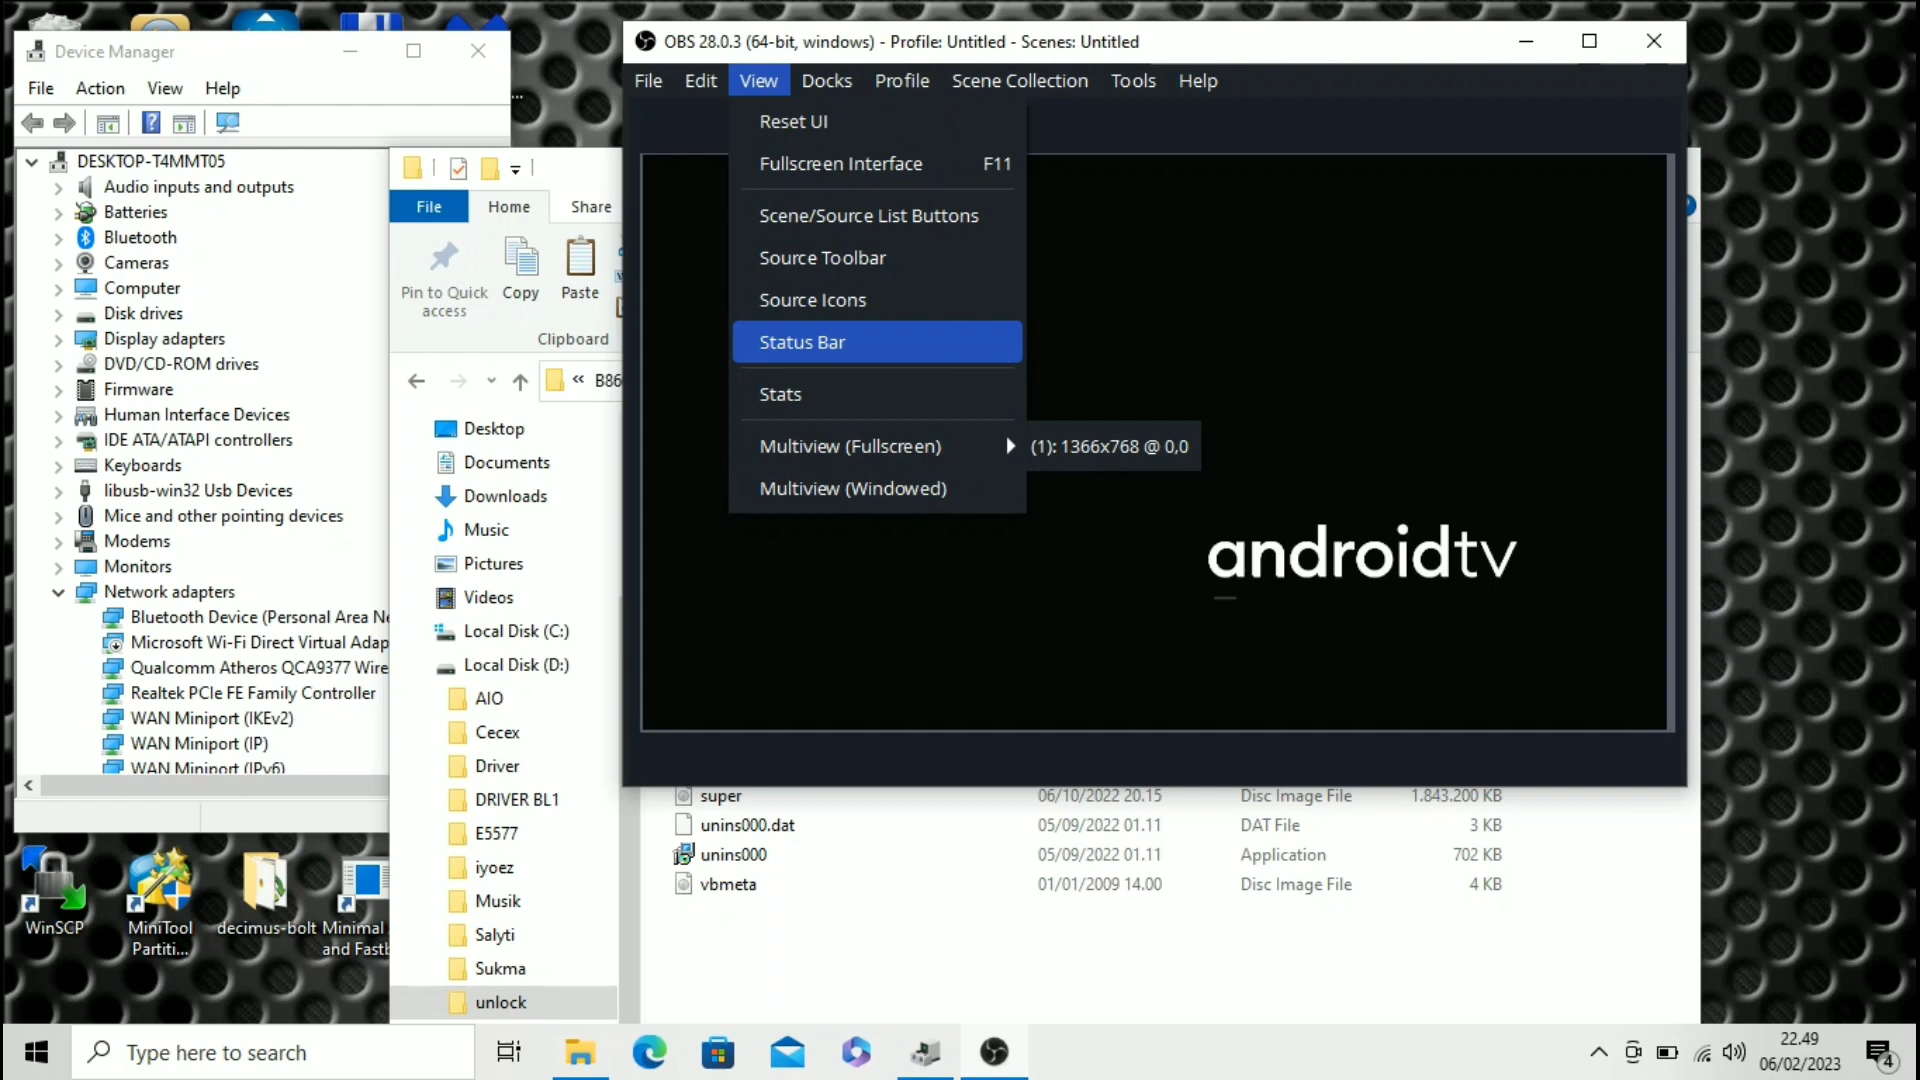 Device Manager
File Action View Help
DESKTOP-T4MMT05
Audio inputs and outputs
Batteries
Bluetooth
Cameras
Computer
Disk drives
Display adapters
DVD/CD-ROM drives
Firmware
Human Interface Devices
IDE ATA/ATAPI controllers
Keyboards
libusb-win32 Usb Devices
Mice and other pointing devices
Modems
Monitors
Network adapters
Bluetooth Device (Personal Area Ne
Microsoft Wi-Fi Direct Virtual Adap
Qualcomm Atheros QCA9377 Wire
Realtek PCIe FE Family Controller
WAN Miniport (IKEv2)
WAN Miniport (IP)
WAN Miniport (IPv6)
File Home Share
Pin to Quick access
Copy
Paste
Clipboard
« B86
Desktop
Documents
Downloads
Music
Pictures
Videos
Local Disk (C:)
Local Disk (D:)
AIO
Cecex
Driver
DRIVER BL1
E5577
iyoez
Musik
Salyti
Sukma
unlock
OBS 28.0.3 (64-bit, windows) - Profile: Untitled - Scenes: Untitled
File Edit View Docks Profile Scene Collection Tools Help
Reset UI
Fullscreen Interface F11
Scene/Source List Buttons
Source Toolbar
Source Icons
Status Bar
Stats
Multiview (Fullscreen) (1): 1366x768 @ 0,0
Multiview (Windowed)
androidtv
super 06/10/2022 20.15 Disc Image File 1.843.200 KB
unins000.dat 05/09/2022 01.11 DAT File 3 KB
unins000 05/09/2022 01.11 Application 702 KB
vbmeta 01/01/2009 14.00 Disc Image File 4 KB
WinSCP
MiniTool
Partiti...
decimus-bolt
Minimal
and Fastb
Type here to search
22.49
06/02/2023
4